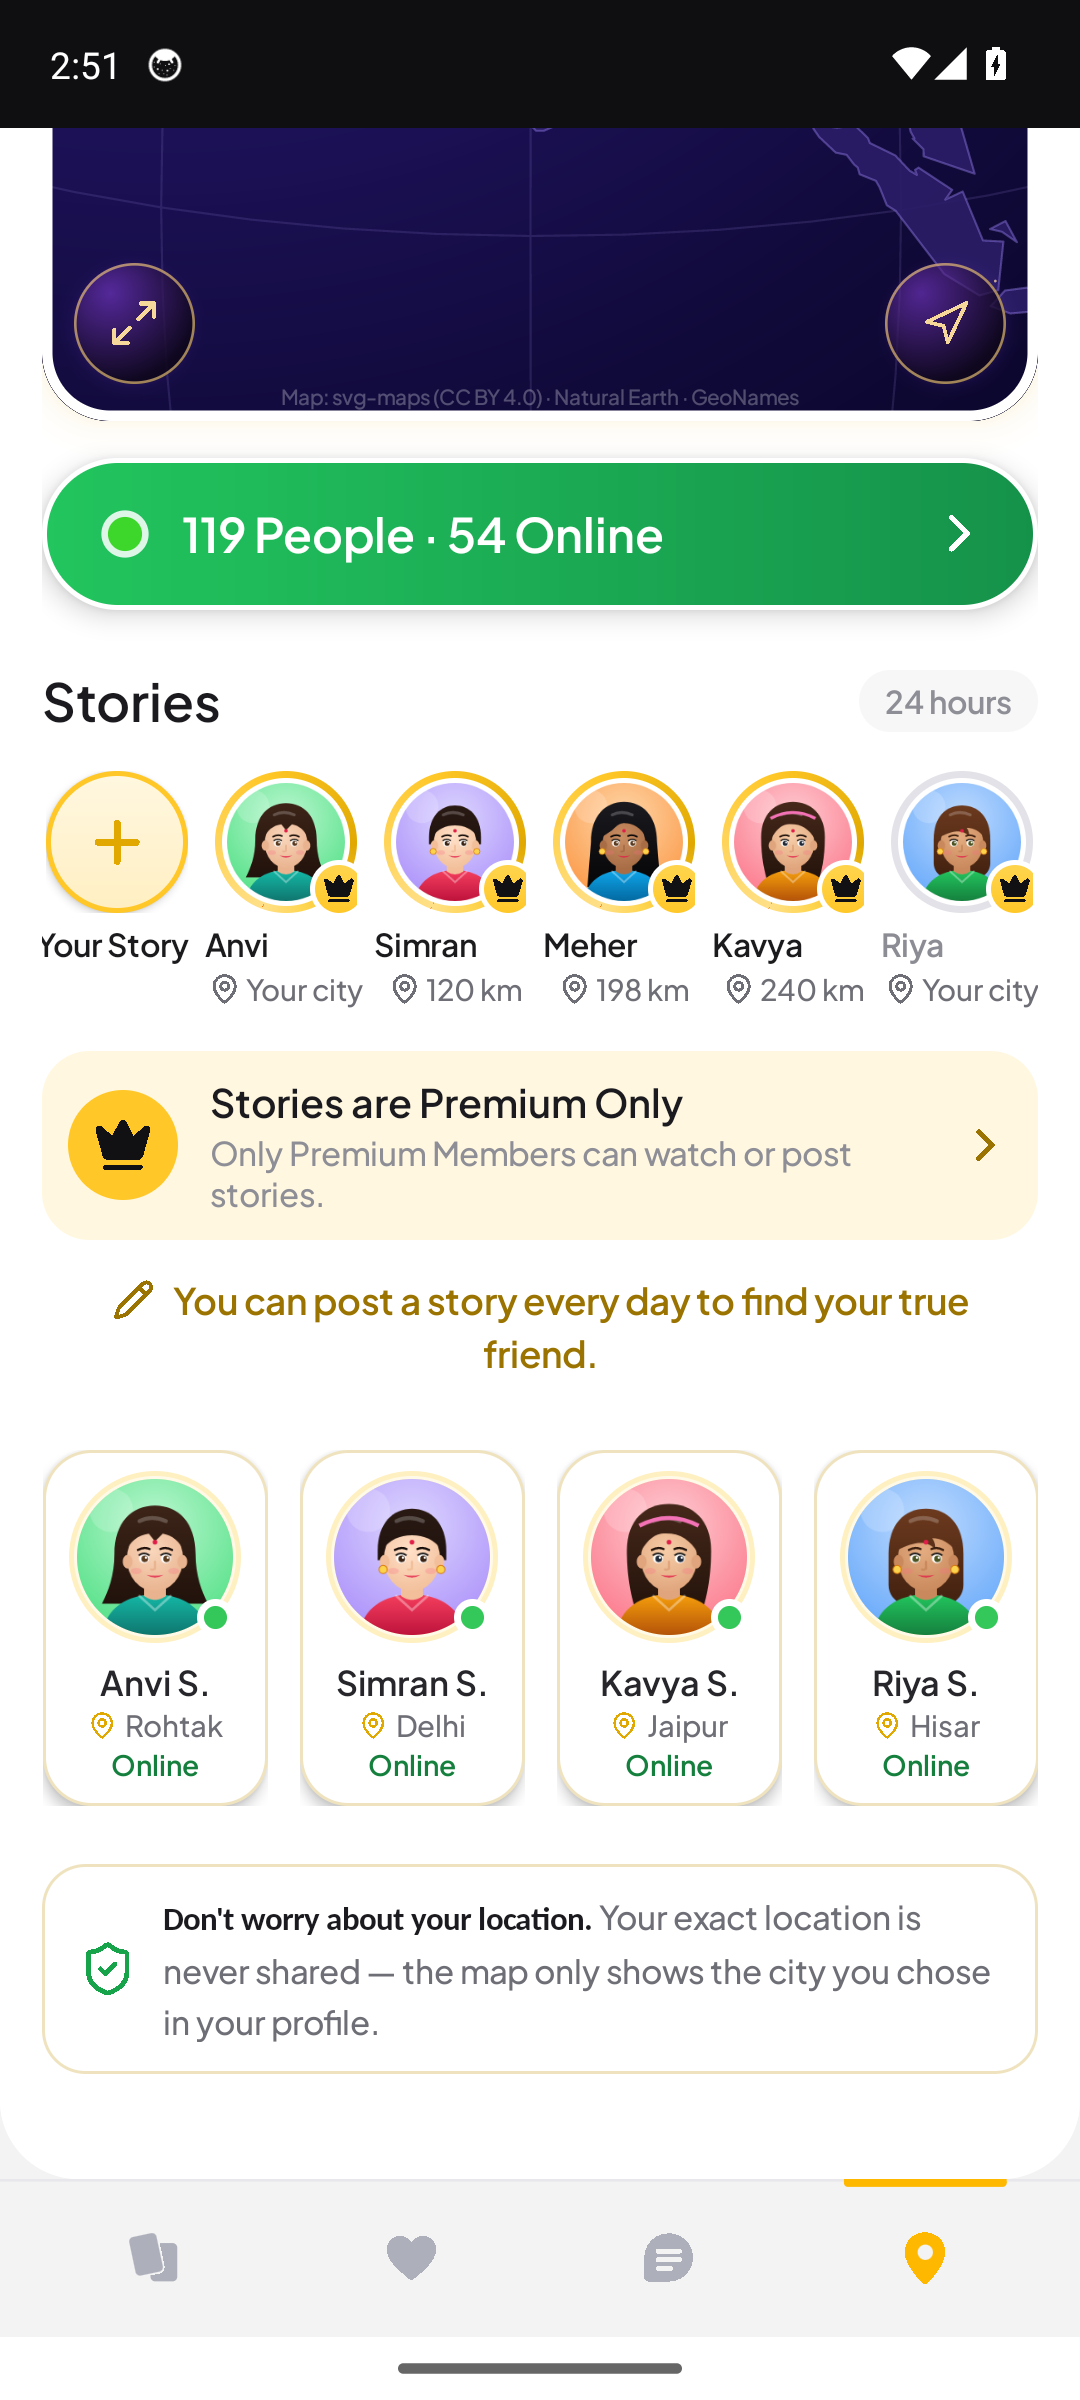 2:51
Map: svg-maps (CC BY 4.0) · Natural Earth · GeoNames
119 People · 54 Online
Stories
24 hours
Your Story
Anvi
Simran
Meher
Kavya
Riya
Your city
120 km
198 km
240 km
Your city
Stories are Premium Only
Only Premium Members can watch or post
stories.
You can post a story every day to find your true
friend.
Anvi S.
Simran S.
Kavya S.
Riya S.
Rohtak
Delhi
Jaipur
Hisar
Online
Online
Online
Online
Don't worry about your location. Your exact location is
never shared — the map only shows the city you chose
in your profile.